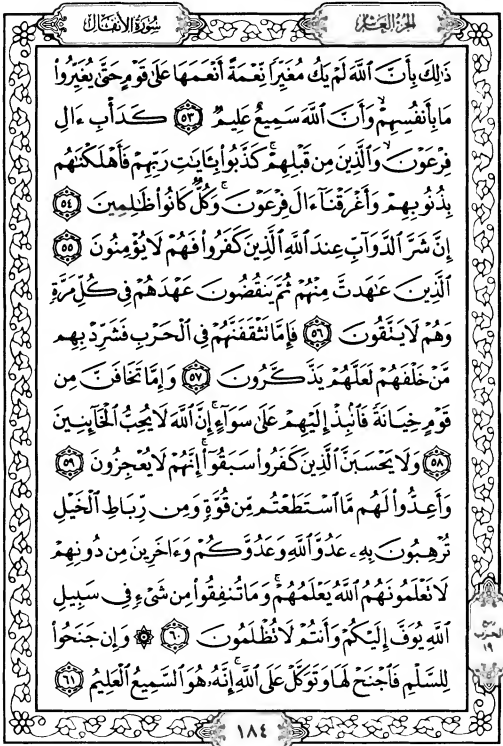 سُورَةُ الأَنفَالِ
الجُزْءُ العَاشِرُ
ذَٰلِكَ بِأَنَّ ٱللَّهَ لَمْ يَكُ مُغَيِّرًا نِّعْمَةً أَنْعَمَهَا عَلَىٰ قَوْمٍ حَتَّىٰ يُغَيِّرُوا۟
مَا بِأَنفُسِهِمْ ۙ وَأَنَّ ٱللَّهَ سَمِيعٌ عَلِيمٌ ٥٣ كَدَأْبِ ءَالِ
فِرْعَوْنَ ۙ وَٱلَّذِينَ مِن قَبْلِهِمْ ۚ كَذَّبُوا۟ بِـَٔايَـٰتِ رَبِّهِمْ فَأَهْلَكْنَـٰهُم
بِذُنُوبِهِمْ وَأَغْرَقْنَآ ءَالَ فِرْعَوْنَ ۚ وَكُلٌّ كَانُوا۟ ظَـٰلِمِينَ ٥٤
إِنَّ شَرَّ ٱلدَّوَآبِّ عِندَ ٱللَّهِ ٱلَّذِينَ كَفَرُوا۟ فَهُمْ لَا يُؤْمِنُونَ ٥٥
ٱلَّذِينَ عَـٰهَدتَّ مِنْهُمْ ثُمَّ يَنقُضُونَ عَهْدَهُمْ فِى كُلِّ مَرَّةٍ
وَهُمْ لَا يَتَّقُونَ ٥٦ فَإِمَّا تَثْقَفَنَّهُمْ فِى ٱلْحَرْبِ فَشَرِّدْ بِهِم
مَّنْ خَلْفَهُمْ لَعَلَّهُمْ يَذَّكَّرُونَ ٥٧ وَإِمَّا تَخَافَنَّ مِن
قَوْمٍ خِيَانَةً فَٱنۢبِذْ إِلَيْهِمْ عَلَىٰ سَوَآءٍ ۚ إِنَّ ٱللَّهَ لَا يُحِبُّ ٱلْخَآئِنِينَ
٥٨ وَلَا يَحْسَبَنَّ ٱلَّذِينَ كَفَرُوا۟ سَبَقُوٓا۟ ۚ إِنَّهُمْ لَا يُعْجِزُونَ ٥٩
وَأَعِدُّوا۟ لَهُم مَّا ٱسْتَطَعْتُم مِّن قُوَّةٍ وَمِن رِّبَاطِ ٱلْخَيْلِ
تُرْهِبُونَ بِهِۦ عَدُوَّ ٱللَّهِ وَعَدُوَّكُمْ وَءَاخَرِينَ مِن دُونِهِمْ
لَا تَعْلَمُونَهُمُ ٱللَّهُ يَعْلَمُهُمْ ۚ وَمَا تُنفِقُوا۟ مِن شَىْءٍ فِى سَبِيلِ
ٱللَّهِ يُوَفَّ إِلَيْكُمْ وَأَنتُمْ لَا تُظْلَمُونَ ٦٠ ۞ وَإِن جَنَحُوا۟
لِلسَّلْمِ فَٱجْنَحْ لَهَا وَتَوَكَّلْ عَلَى ٱللَّهِ ۚ إِنَّهُۥ هُوَ ٱلسَّمِيعُ ٱلْعَلِيمُ ٦١
ربع
الحزب
١٩
١٨٤